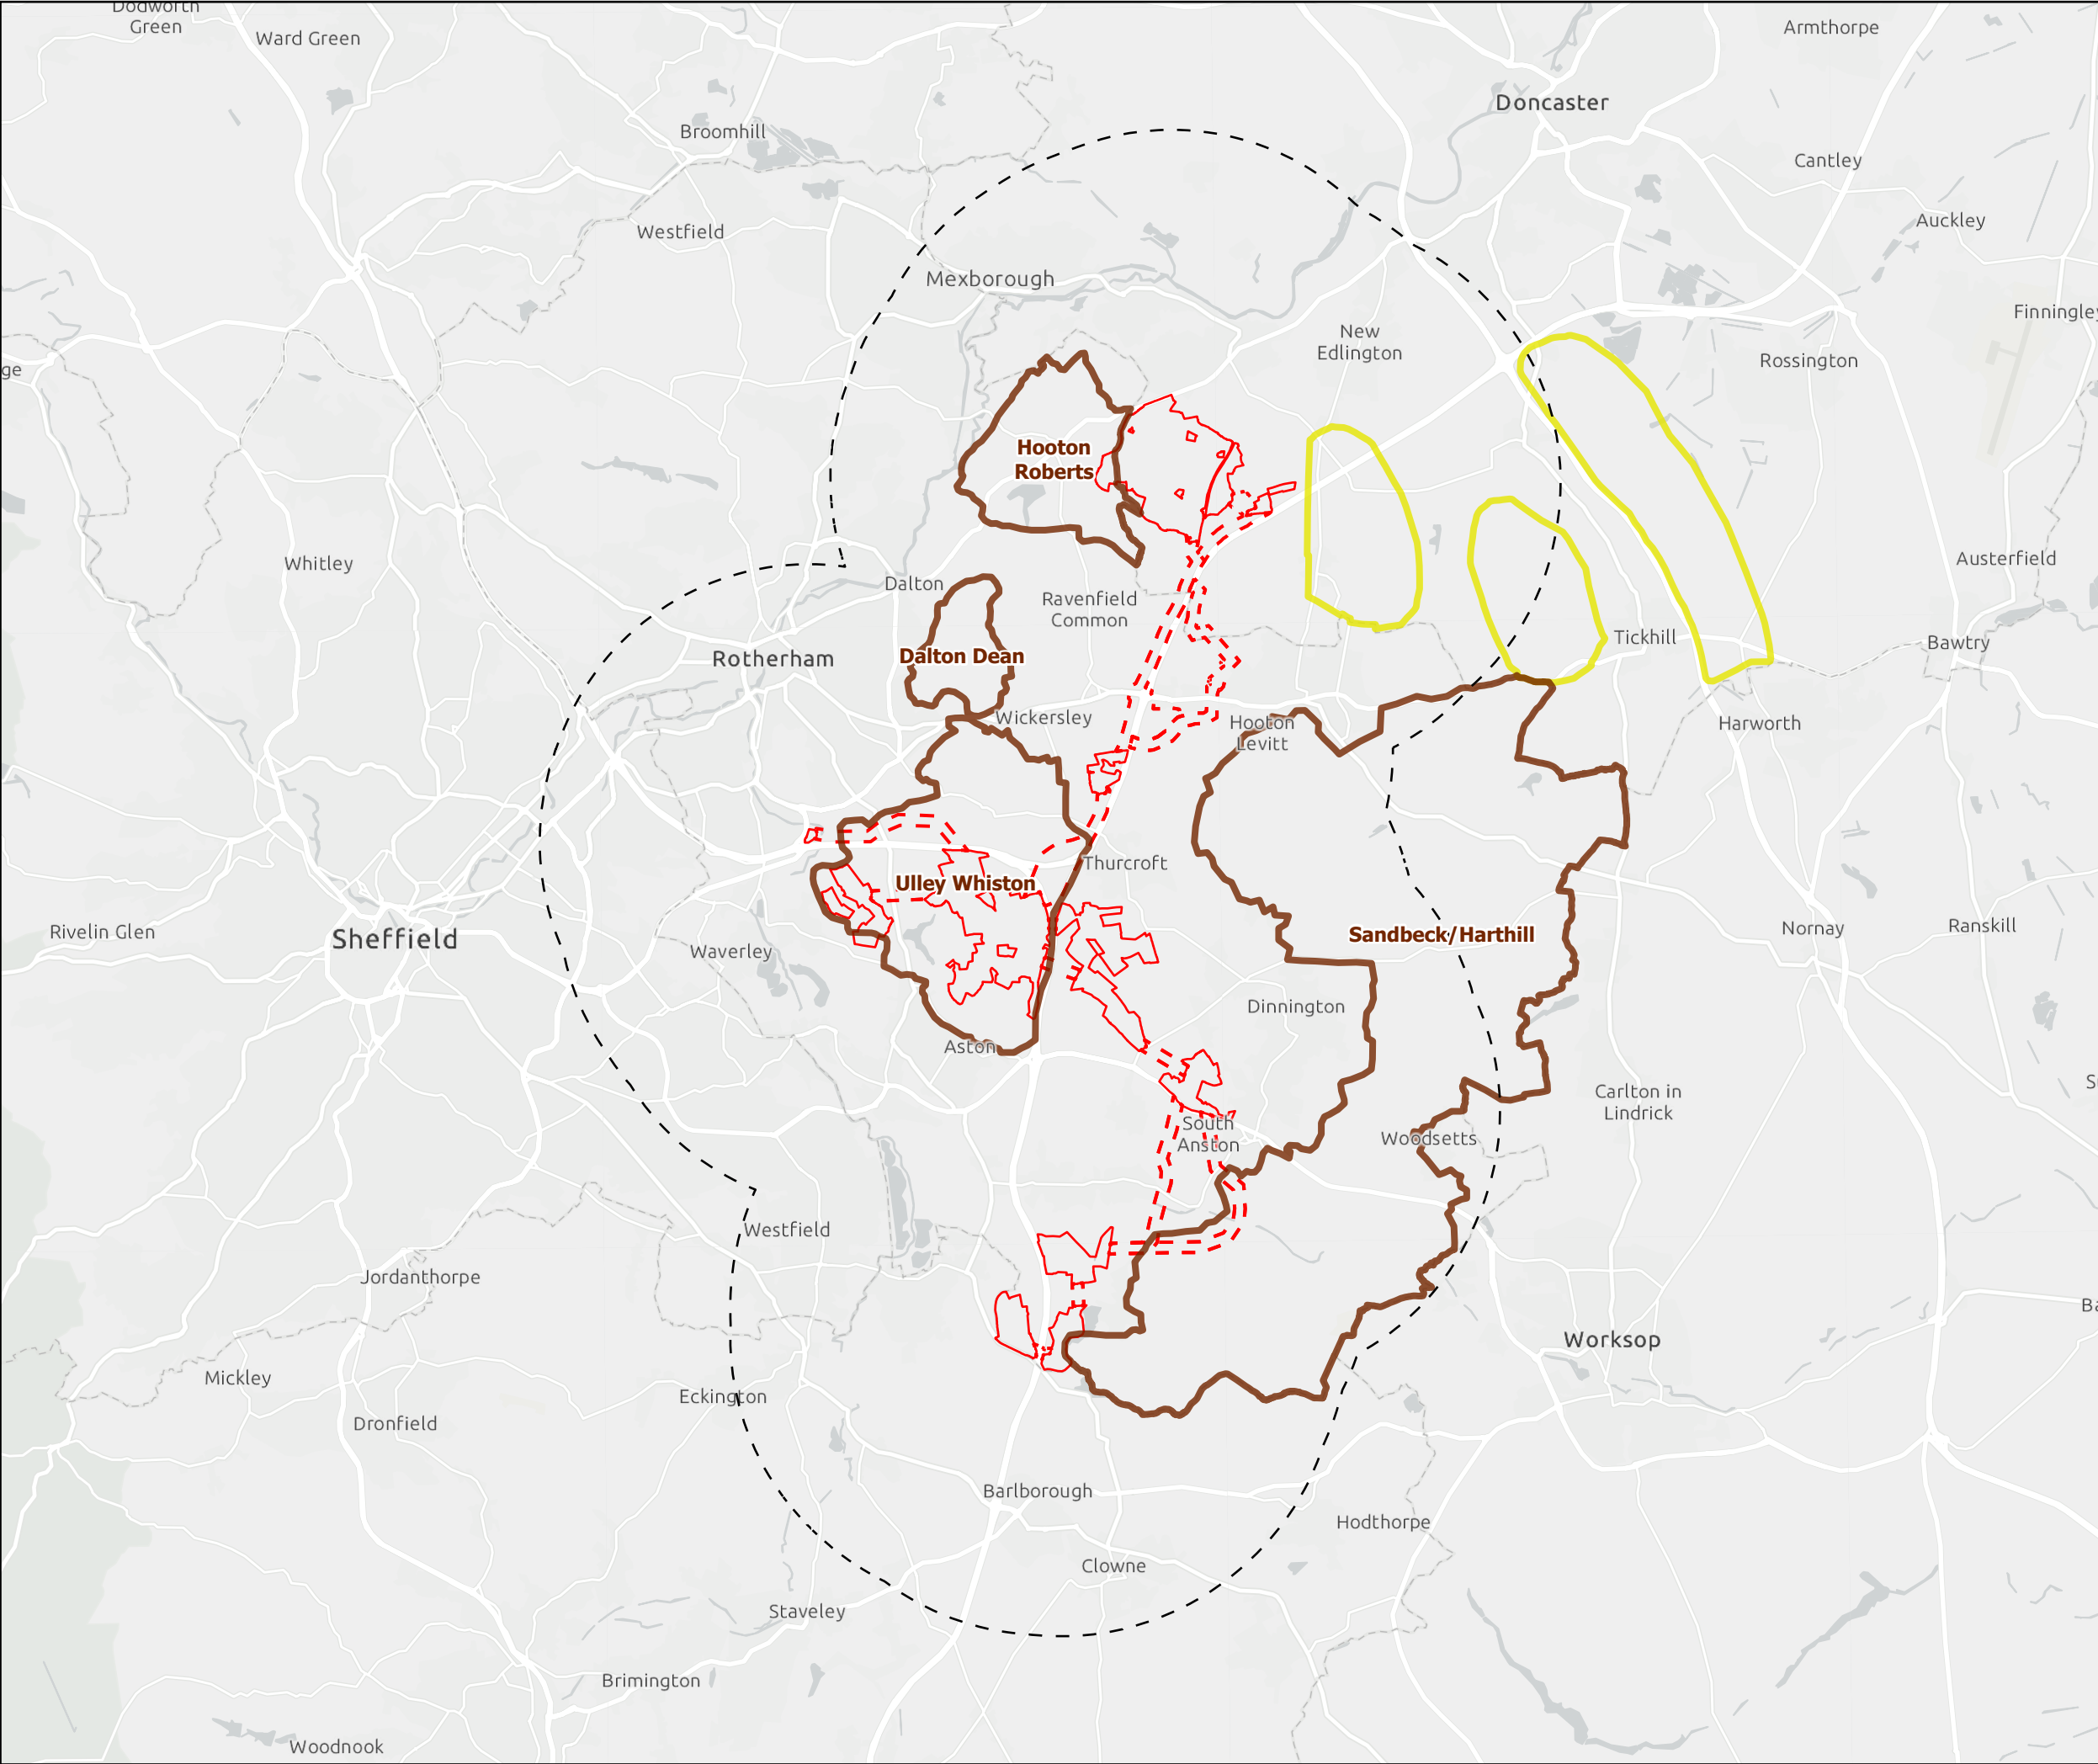 Dodworth
Green
Ward Green
Armthorpe
Doncaster
Broomhill
Cantley
Westfield
Auckley
Mexborough
Finningley
New
Edlington
Rossington
ge
Hooton
Roberts
Whitley
Austerfield
Dalton
Ravenfield
Common
Tickhill
Bawtry
Rotherham
Dalton Dean
Wickersley
Hooton
Levitt
Harworth
Thurcroft
Ulley Whiston
Rivelin Glen
Sheffield
Sandbeck/Harthill
Nornay
Ranskill
Waverley
Dinnington
Aston
S
Carlton in
Lindrick
South
Anston
Woodsetts
Westfield
Jordanthorpe
Ba
Worksop
Mickley
Eckington
Dronfield
Barlborough
Hodthorpe
Clowne
Staveley
Brimington
Woodnook